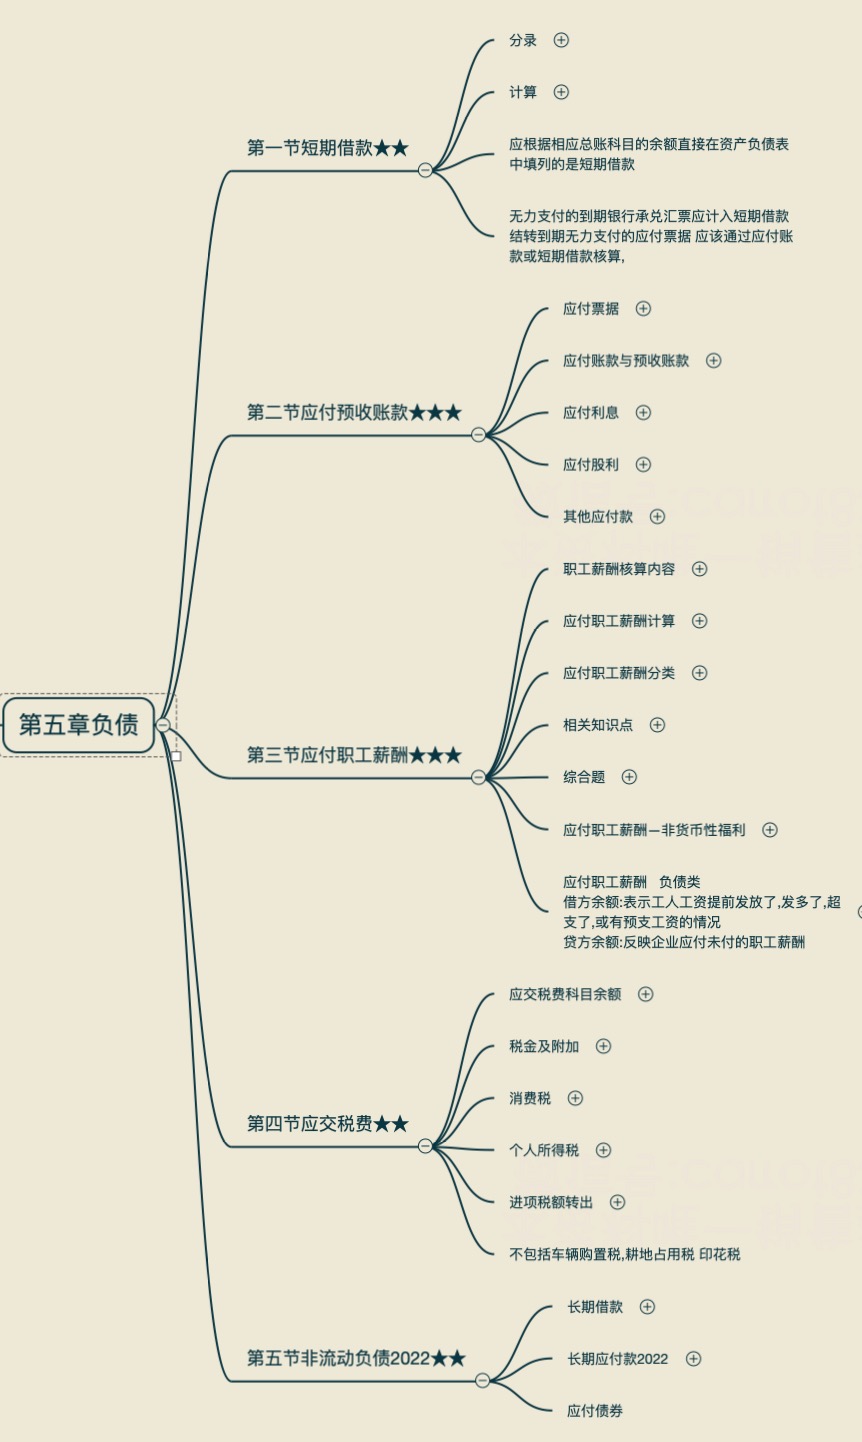 第五章负债
第一节短期借款★★
分录
计算
应根据相应总账科目的余额直接在资产负债表
中填列的是短期借款
无力支付的到期银行承兑汇票应计入短期借款
结转到期无力支付的应付票据 应该通过应付账
款或短期借款核算,
第二节应付预收账款★★★
应付票据
应付账款与预收账款
应付利息
应付股利
其他应付款
第三节应付职工薪酬★★★
职工薪酬核算内容
应付职工薪酬计算
应付职工薪酬分类
相关知识点
综合题
应付职工薪酬—非货币性福利
应付职工薪酬 负债类
借方余额:表示工人工资提前发放了,发多了,超
支了,或有预支工资的情况
贷方余额:反映企业应付未付的职工薪酬
第四节应交税费★★
应交税费科目余额
税金及附加
消费税
个人所得税
进项税额转出
不包括车辆购置税,耕地占用税 印花税
第五节非流动负债2022★★
长期借款
长期应付款2022
应付债券